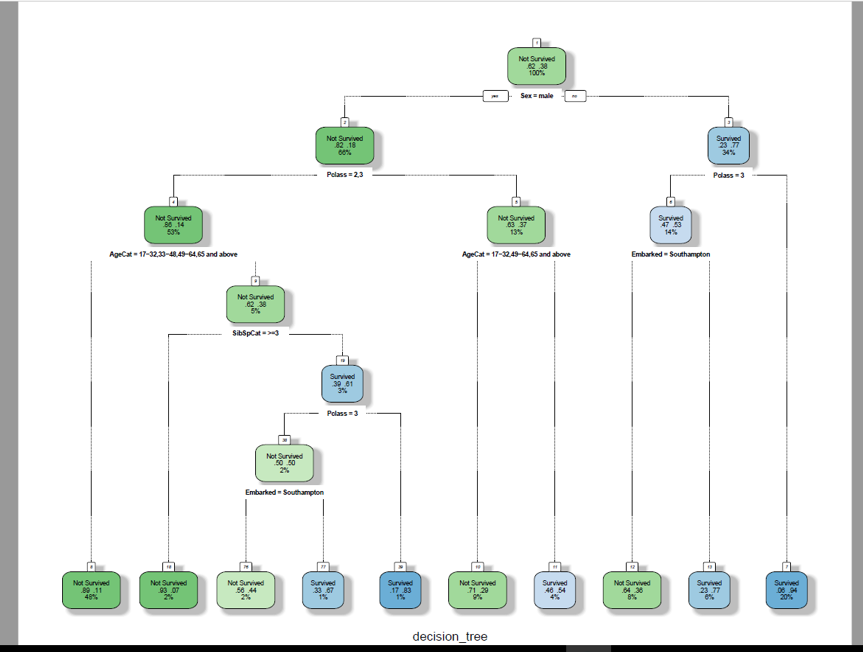 1
Not Survived
.62 .38
100%
yes Sex = male no
2
Not Survived
.82 .18
66%
3
Survived
.23 .77
34%
Pclass = 2,3
Pclass = 3
4
Not Survived
.86 .14
53%
5
Not Survived
.63 .37
13%
6
Survived
.47 .53
14%
AgeCat = 17-32,33-48,49-64,65 and above
AgeCat = 17-32,49-64,65 and above
Embarked = Southampton
9
Not Survived
.62 .38
5%
SibSpCat = >=3
19
Survived
.39 .61
3%
Pclass = 3
38
Not Survived
.50 .50
2%
Embarked = Southampton
8
Not Survived
.89 .11
48%
18
Not Survived
.93 .07
2%
76
Not Survived
.56 .44
2%
77
Survived
.33 .67
1%
39
Survived
.17 .83
1%
10
Not Survived
.71 .29
9%
11
Survived
.46 .54
4%
12
Not Survived
.64 .36
8%
13
Survived
.23 .77
6%
7
Survived
.06 .94
20%
decision_tree